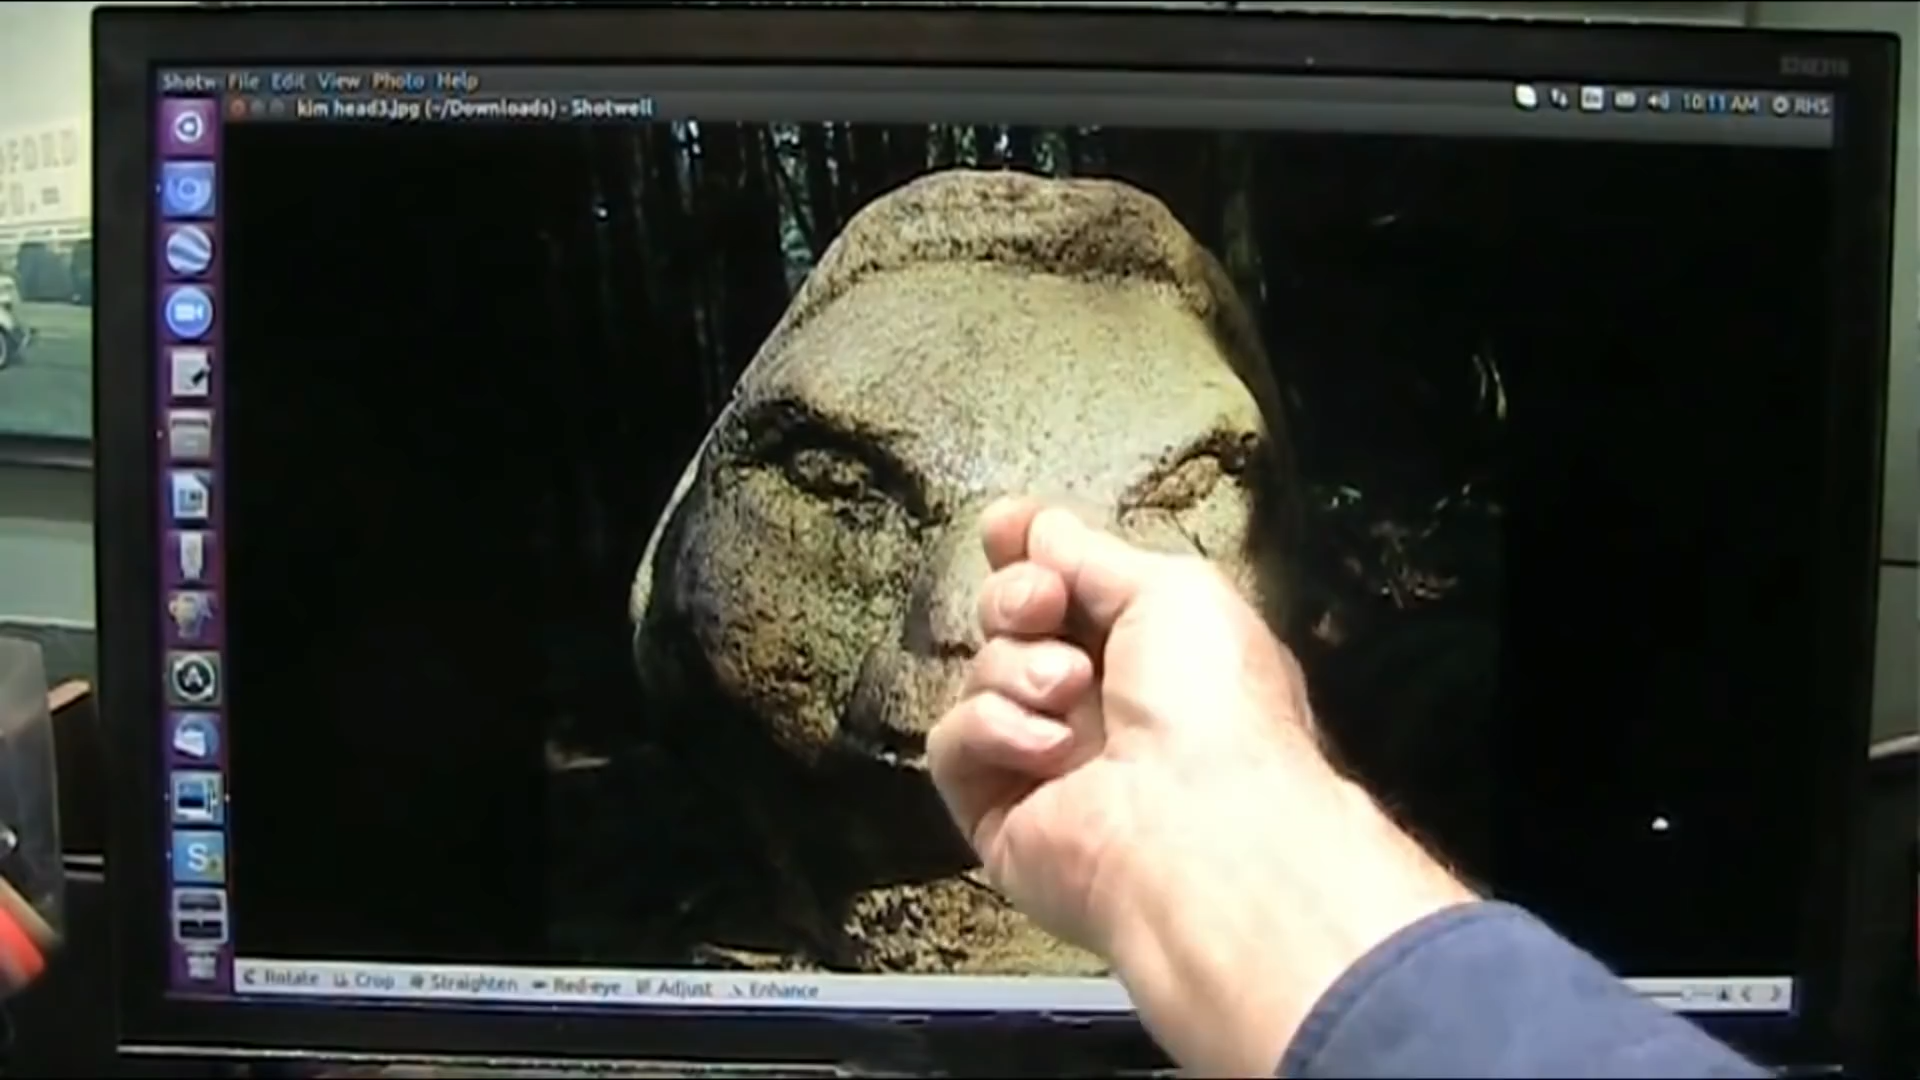 Shotw File Edit View Photo Help
kim head3.jpg (~/Downloads) - Shotwell
10:11 AM RHS
Rotate Crop Straighten Red-eye Adjust Enhance
S
A